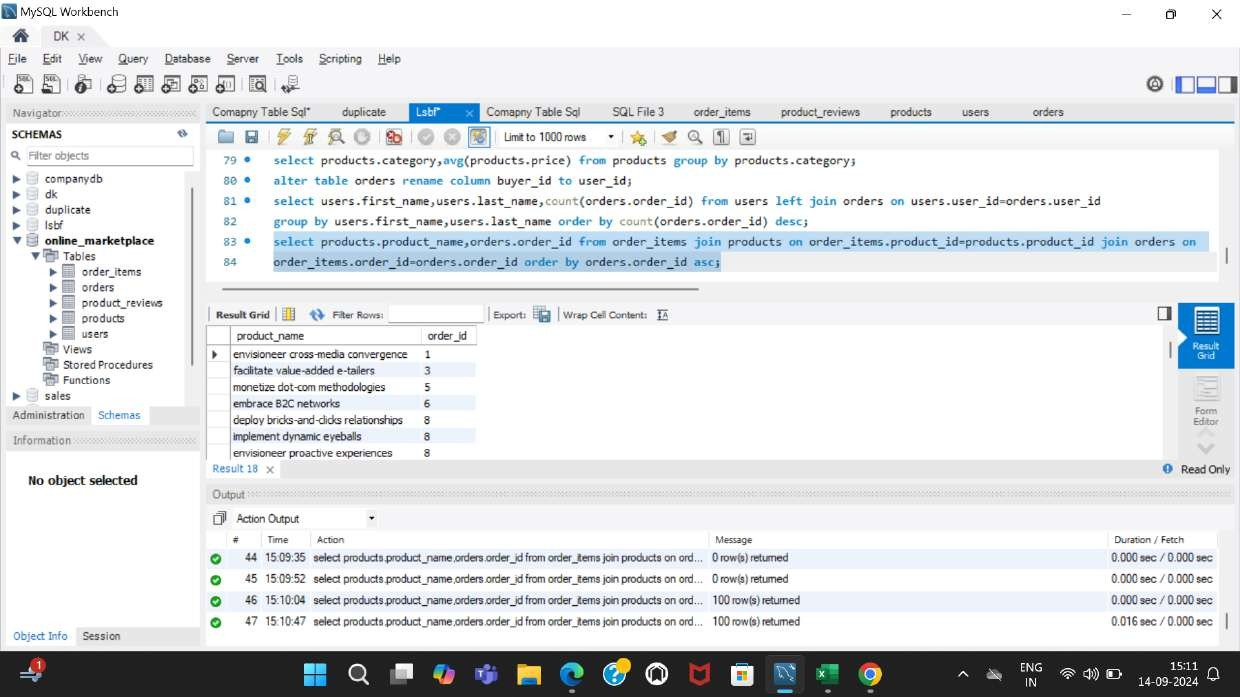 MySQL Workbench
DK
File Edit View Query Database Server Tools Scripting Help
Navigator
SCHEMAS
Filter objects
companydb
dk
duplicate
lsbf
online_marketplace
Tables
order_items
orders
product_reviews
products
users
Views
Stored Procedures
Functions
sales
Administration Schemas
Information
No object selected
Object Info Session
Comapny Table Sql* duplicate Lsbf* Comapny Table Sql SQL File 3 order_items product_reviews products users orders
Limit to 1000 rows
79 select products.category,avg(products.price) from products group by products.category;
80 alter table orders rename column buyer_id to user_id;
81 select users.first_name,users.last_name,count(orders.order_id) from users left join orders on users.user_id=orders.user_id
82 group by users.first_name,users.last_name order by count(orders.order_id) desc;
83 select products.product_name,orders.order_id from order_items join products on order_items.product_id=products.product_id join orders on
84 order_items.order_id=orders.order_id order by orders.order_id asc;
Result Grid Filter Rows: Export: Wrap Cell Content:
product_name order_id
envisioneer cross-media convergence 1
facilitate value-added e-tailers 3
monetize dot-com methodologies 5
embrace B2C networks 6
deploy bricks-and-clicks relationships 8
implement dynamic eyeballs 8
envisioneer proactive experiences 8
Result Grid
Form Editor
Result 18
Read Only
Output
Action Output
# Time Action Message Duration / Fetch
44 15:09:35 select products.product_name,orders.order_id from order_items join products on ord... 0 row(s) returned 0.000 sec / 0.000 sec
45 15:09:52 select products.product_name,orders.order_id from order_items join products on ord... 0 row(s) returned 0.000 sec / 0.000 sec
46 15:10:04 select products.product_name,orders.order_id from order_items join products on ord... 100 row(s) returned 0.000 sec / 0.000 sec
47 15:10:47 select products.product_name,orders.order_id from order_items join products on ord... 100 row(s) returned 0.016 sec / 0.000 sec
1
ENG
IN
15:11
14-09-2024